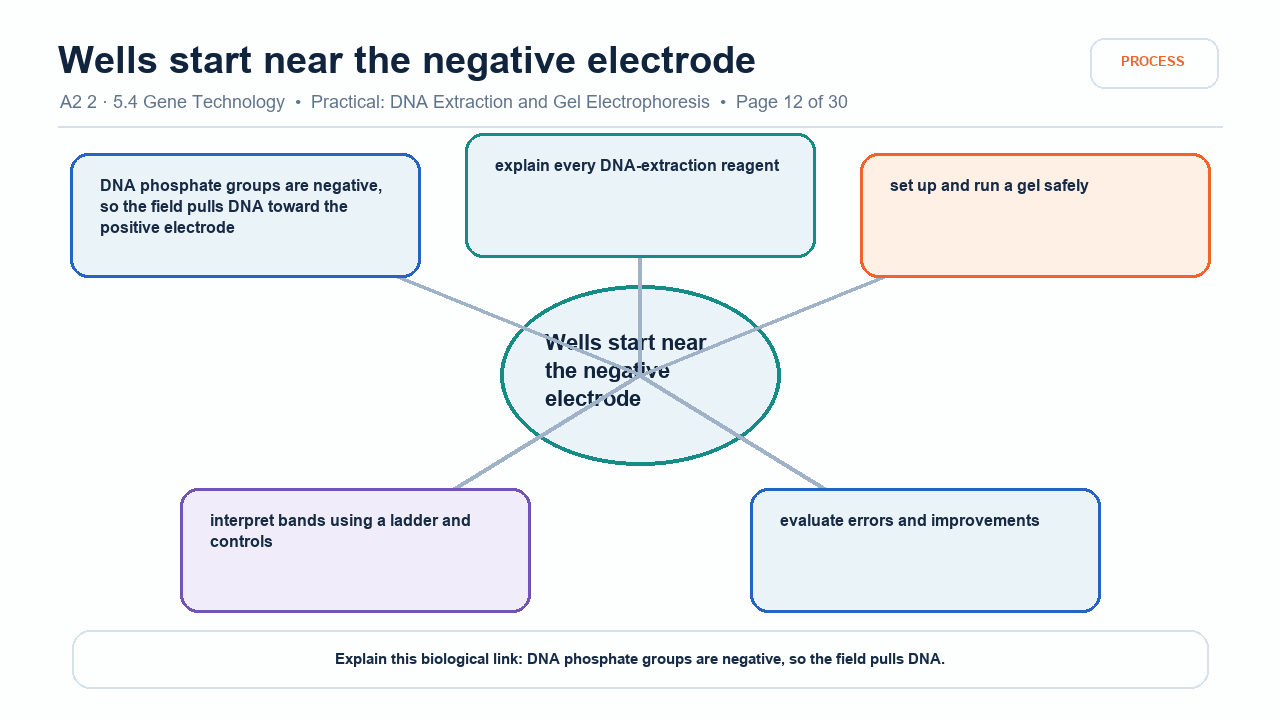 Wells start near the negative electrode
PROCESS
A2 2 · 5.4 Gene Technology • Practical: DNA Extraction and Gel Electrophoresis • Page 12 of 30
DNA phosphate groups are negative,
so the field pulls DNA toward the
positive electrode
explain every DNA-extraction reagent
set up and run a gel safely
Wells start near
the negative
electrode
interpret bands using a ladder and
controls
evaluate errors and improvements
Explain this biological link: DNA phosphate groups are negative, so the field pulls DNA.